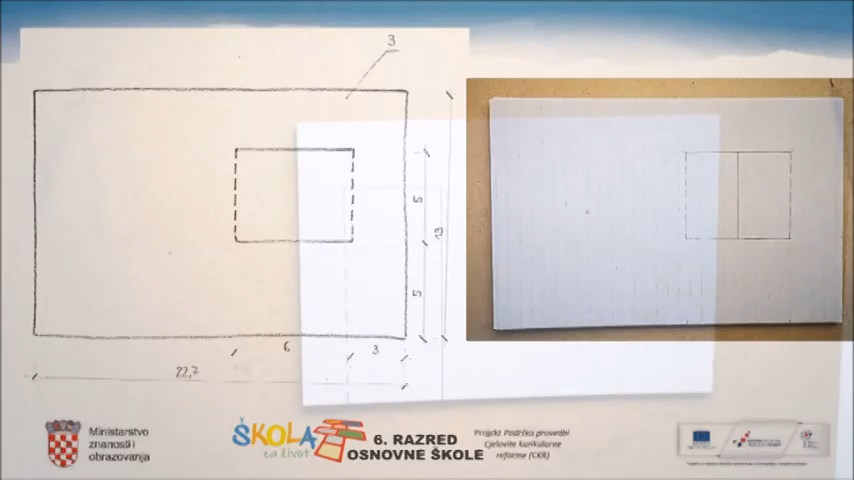 3
5
13
5
6
3
22,7
Ministarstvo
znanosti i
obrazovanja
ŠKOLA
za život
6. RAZRED
OSNOVNE ŠKOLE
Projekt Podrška provedbi
Cjelovite kurikularne
reforme (CKR)